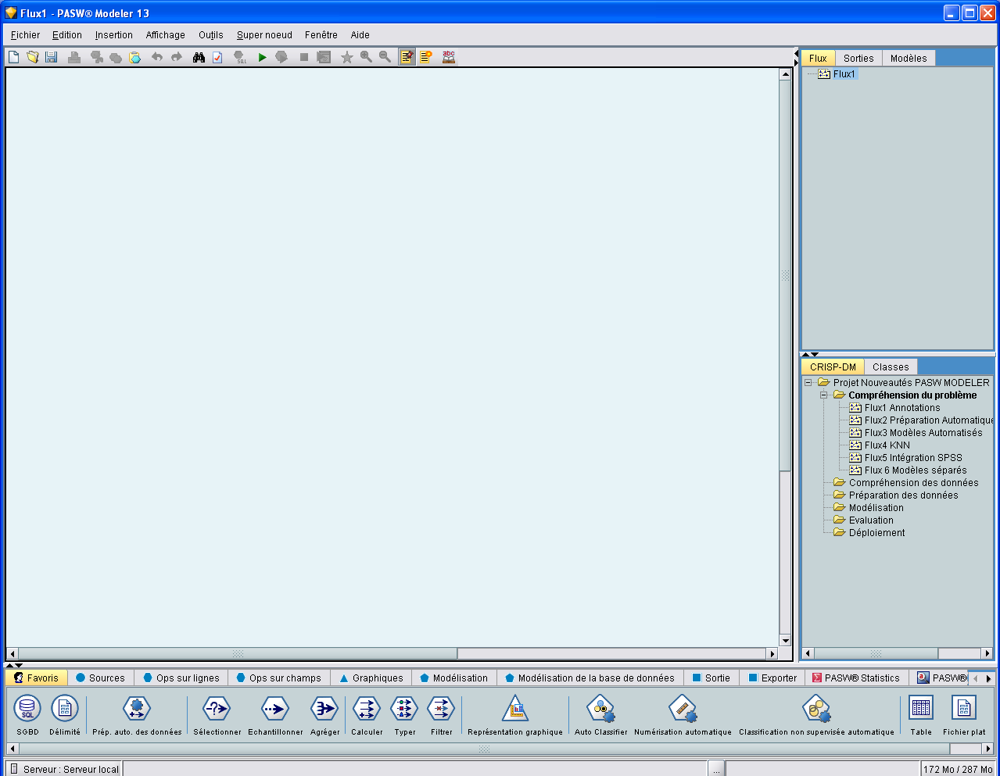 Flux1 - PASW® Modeler 13
Fichier Edition Insertion Affichage Outils Super noeud Fenêtre Aide
SQL abc
Flux Sorties Modèles
Flux1
CRISP-DM Classes
Projet Nouveautés PASW MODELER
Compréhension du problème
Flux1 Annotations
Flux2 Préparation Automatique
Flux3 Modèles Automatisés
Flux4 KNN
Flux5 Intégration SPSS
Flux 6 Modèles séparés
Compréhension des données
Préparation des données
Modélisation
Evaluation
Déploiement
Favoris Sources Ops sur lignes Ops sur champs Graphiques Modélisation Modélisation de la base de données Sortie Exporter PASW® Statistics PASW®
SQL
SGBD Délimité Prép. auto. des données Sélectionner Echantillonner Agréger Calculer Typer Filtrer Représentation graphique Auto Classifier Numérisation automatique Classification non supervisée automatique Table Fichier plat
Serveur : Serveur local ... 172 Mo / 287 Mo